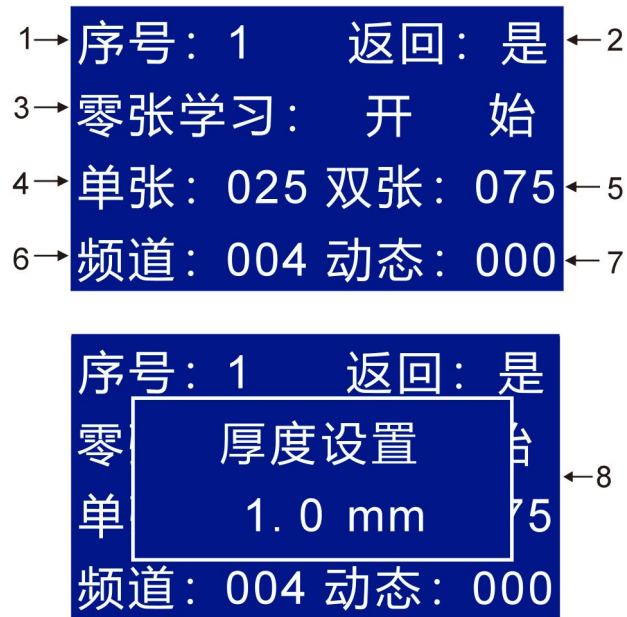 1 序号：1 返回：是 2
3 零张学习： 开 始
4 单张：025 双张：075 5
6 频道：004 动态：000 7
序号：1 返回：是
零 厚度设置
单 1.0 mm 75 8
频道：004 动态：000